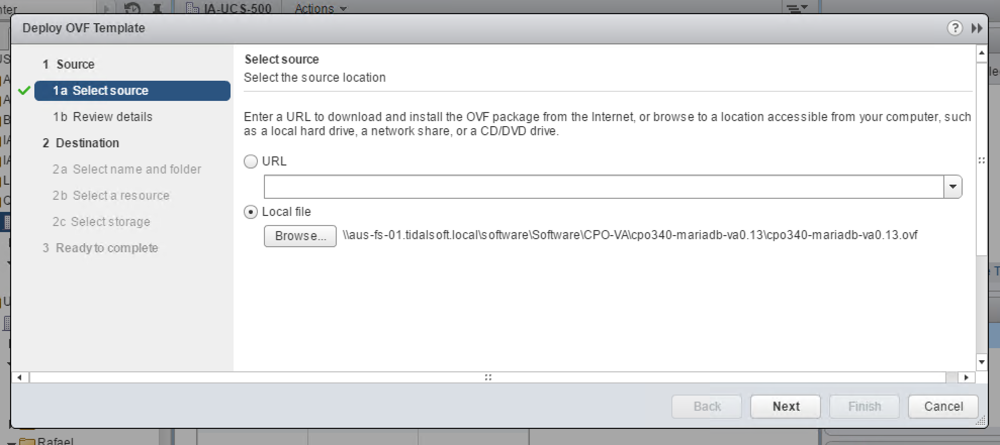 nter
IA-UCS-500
Actions
Deploy OVF Template
?
1 Source
1a Select source
1b Review details
2 Destination
2a Select name and folder
2b Select a resource
2c Select storage
3 Ready to complete
Select source
Select the source location
Enter a URL to download and install the OVF package from the Internet, or browse to a location accessible from your computer, such
as a local hard drive, a network share, or a CD/DVD drive.
URL
Local file
Browse...
\\aus-fs-01.tidalsoft.local\software\Software\CPO-VA\cpo340-mariadb-va0.13\cpo340-mariadb-va0.13.ovf
Back
Next
Finish
Cancel
Rafael